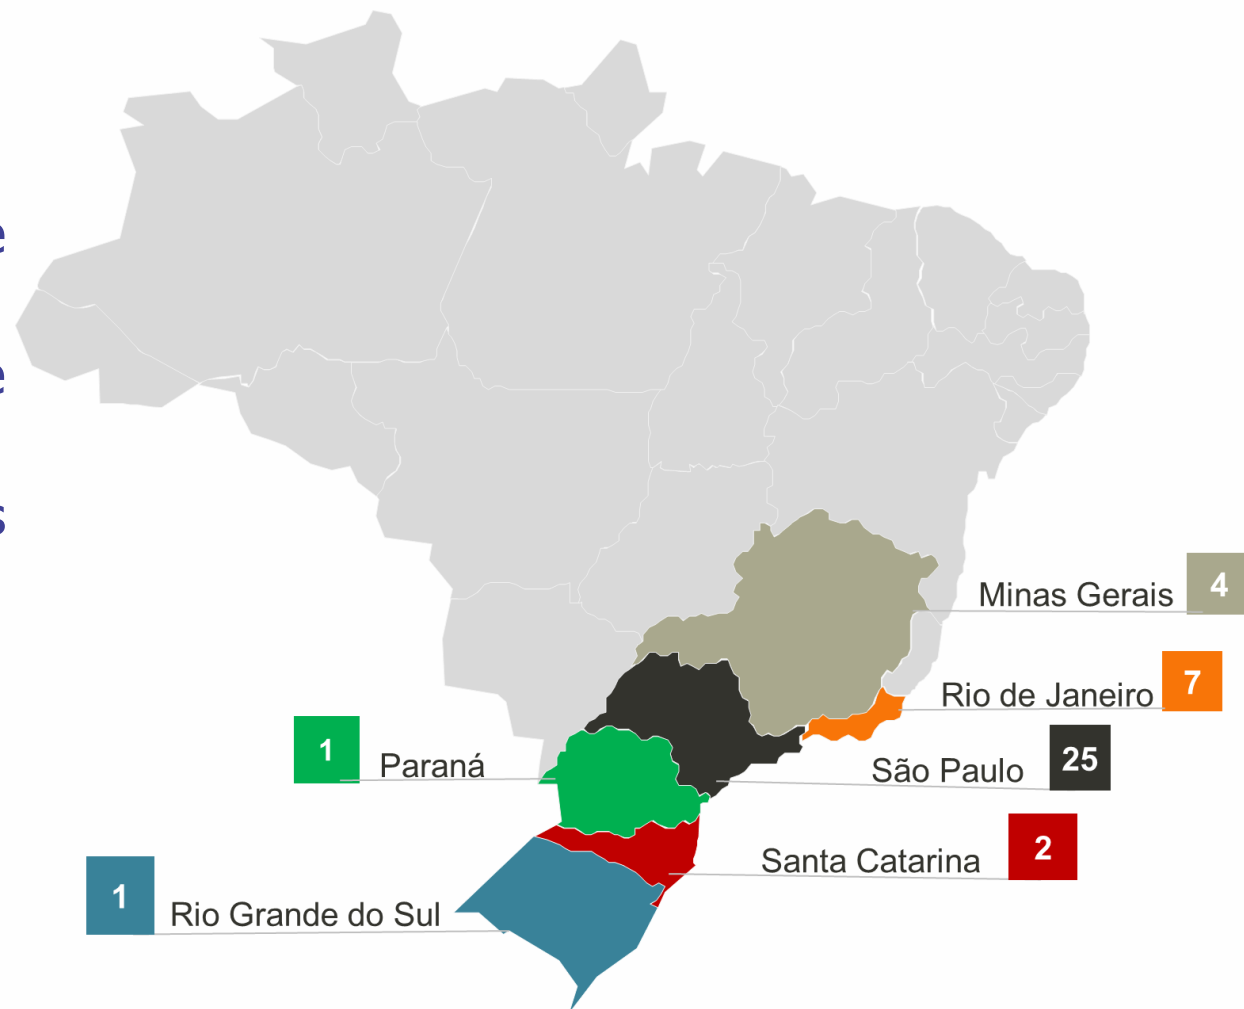 Minas Gerais 4
Rio de Janeiro 7
1 Paraná
São Paulo 25
Santa Catarina 2
1 Rio Grande do Sul